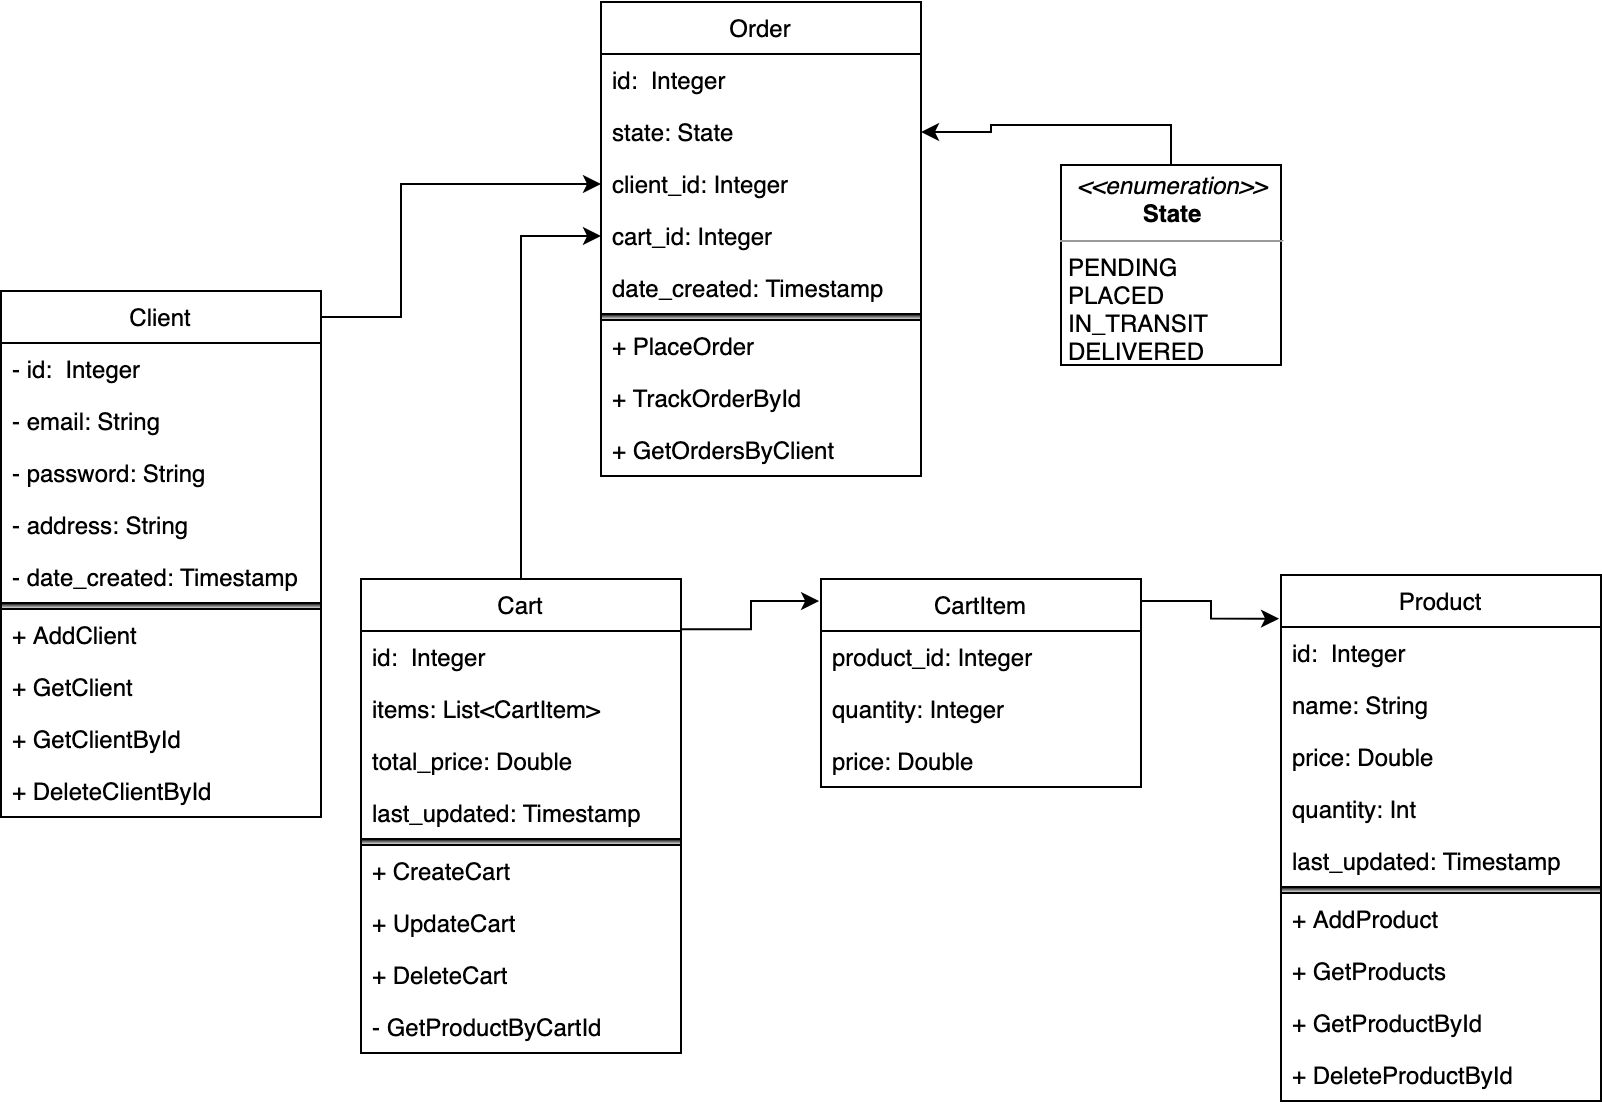 Order
id:  Integer
state: State
client_id: Integer
cart_id: Integer
date_created: Timestamp
+ PlaceOrder
+ TrackOrderById
+ GetOrdersByClient
<<enumeration>>
State
PENDING
PLACED
IN_TRANSIT
DELIVERED
Client
- id:  Integer
- email: String
- password: String
- address: String
- date_created: Timestamp
+ AddClient
+ GetClient
+ GetClientById
+ DeleteClientById
Cart
id:  Integer
items: List<CartItem>
total_price: Double
last_updated: Timestamp
+ CreateCart
+ UpdateCart
+ DeleteCart
- GetProductByCartId
CartItem
product_id: Integer
quantity: Integer
price: Double
Product
id:  Integer
name: String
price: Double
quantity: Int
last_updated: Timestamp
+ AddProduct
+ GetProducts
+ GetProductById
+ DeleteProductById